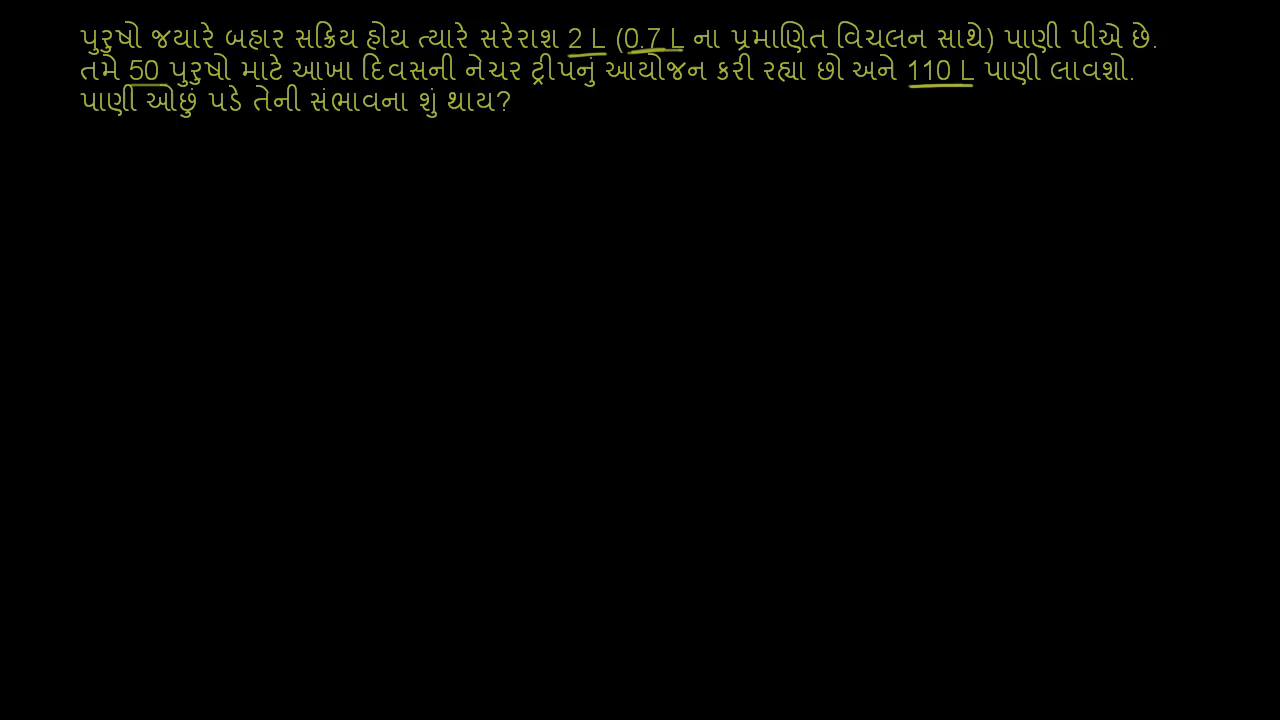 પુરુષો જયારે બહાર સક્રિય હોય ત્યારે સરેરાશ 2 L (0.7 L ના પ્રમાણિત વિચલન સાથે) પાણી પીએ છે.
તમે 50 પુરુષો માટે આખા દિવસની નેચર ટ્રીપનું આયોજન કરી રહ્યા છો અને 110 L પાણી લાવશો.
પાણી ઓછું પડે તેની સંભાવના શું થાય?